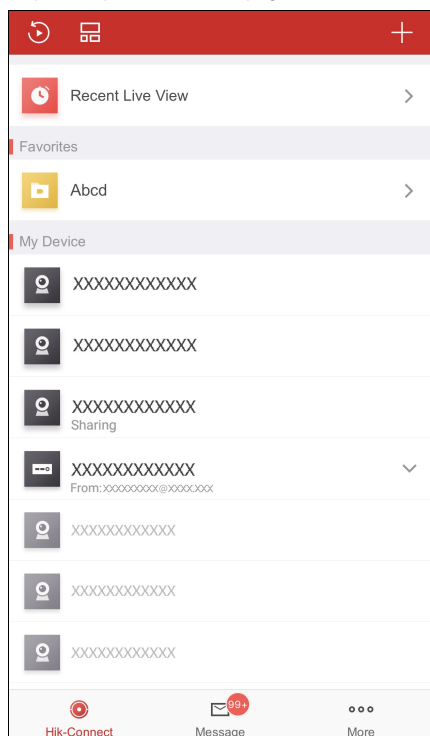 Recent Live View
Favorites
Abcd
My Device
XXXXXXXXXXXX
XXXXXXXXXXXX
XXXXXXXXXXXX
Sharing
XXXXXXXXXXXX
From:xxxxxxxxx@xxxx.xxx
XXXXXXXXXXXX
XXXXXXXXXXXX
XXXXXXXXXXXX
99+
Hik-Connect Message More